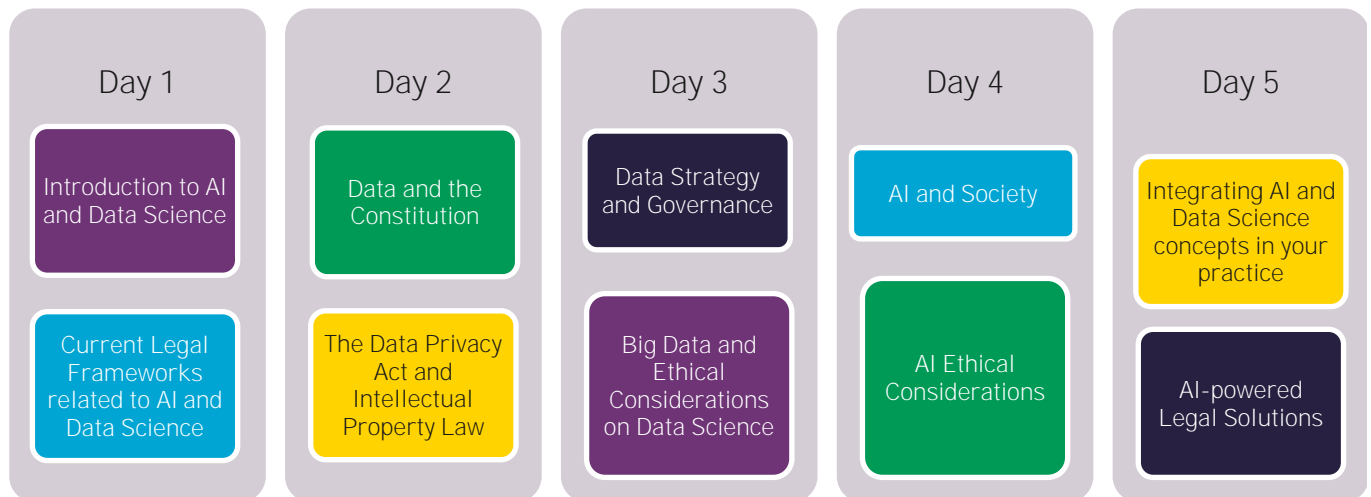 Day 1
Introduction to AI
and Data Science
Current Legal
Frameworks
related to AI and
Data Science
Day 2
Data and the
Constitution
The Data Privacy
Act and
Intellectual
Property Law
Day 3
Data Strategy
and Governance
Big Data and
Ethical
Considerations
on Data Science
Day 4
AI and Society
AI Ethical
Considerations
Day 5
Integrating AI and
Data Science
concepts in your
practice
AI-powered
Legal Solutions